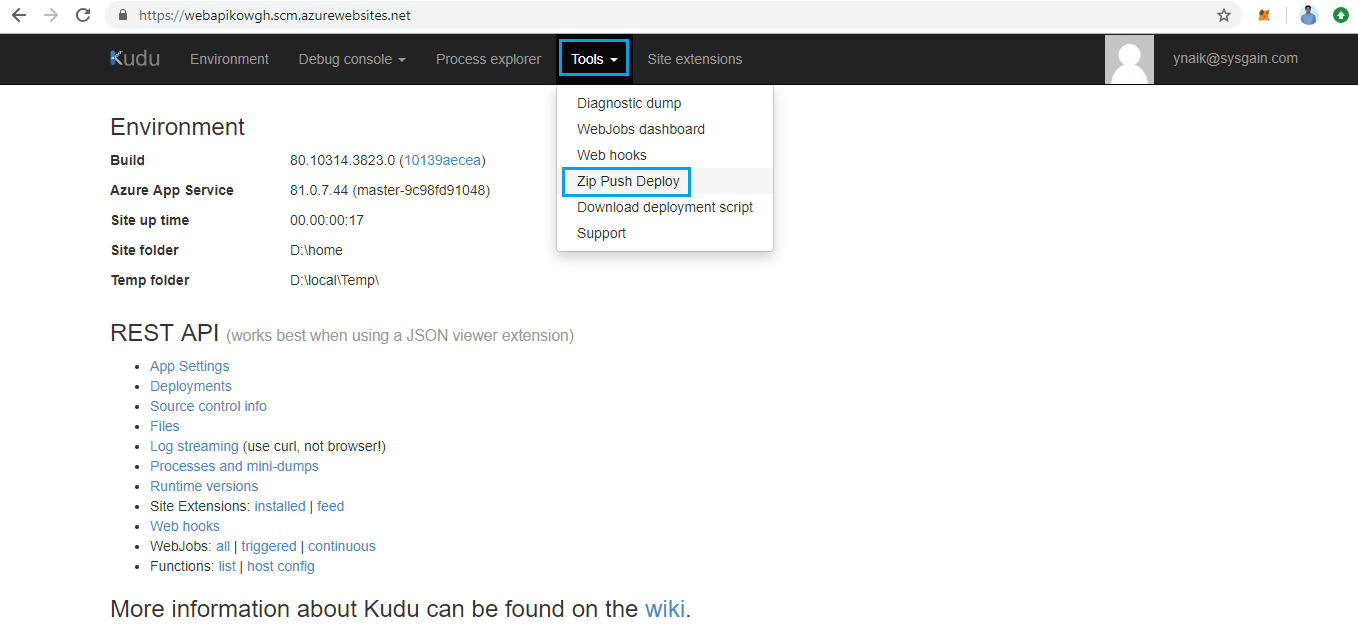 https://webapikowgh.scm.azurewebsites.net
Kudu Environment Debug console Process explorer Tools Site extensions ynaik@sysgain.com
Diagnostic dump
WebJobs dashboard
Web hooks
Zip Push Deploy
Download deployment script
Support
Environment
Build 80.10314.3823.0 (10139aecea)
Azure App Service 81.0.7.44 (master-9c98fd91048)
Site up time 00.00:00:17
Site folder D:\home
Temp folder D:\local\Temp\
REST API (works best when using a JSON viewer extension)
• App Settings
• Deployments
• Source control info
• Files
• Log streaming (use curl, not browser!)
• Processes and mini-dumps
• Runtime versions
• Site Extensions: installed | feed
• Web hooks
• WebJobs: all | triggered | continuous
• Functions: list | host config
More information about Kudu can be found on the wiki.